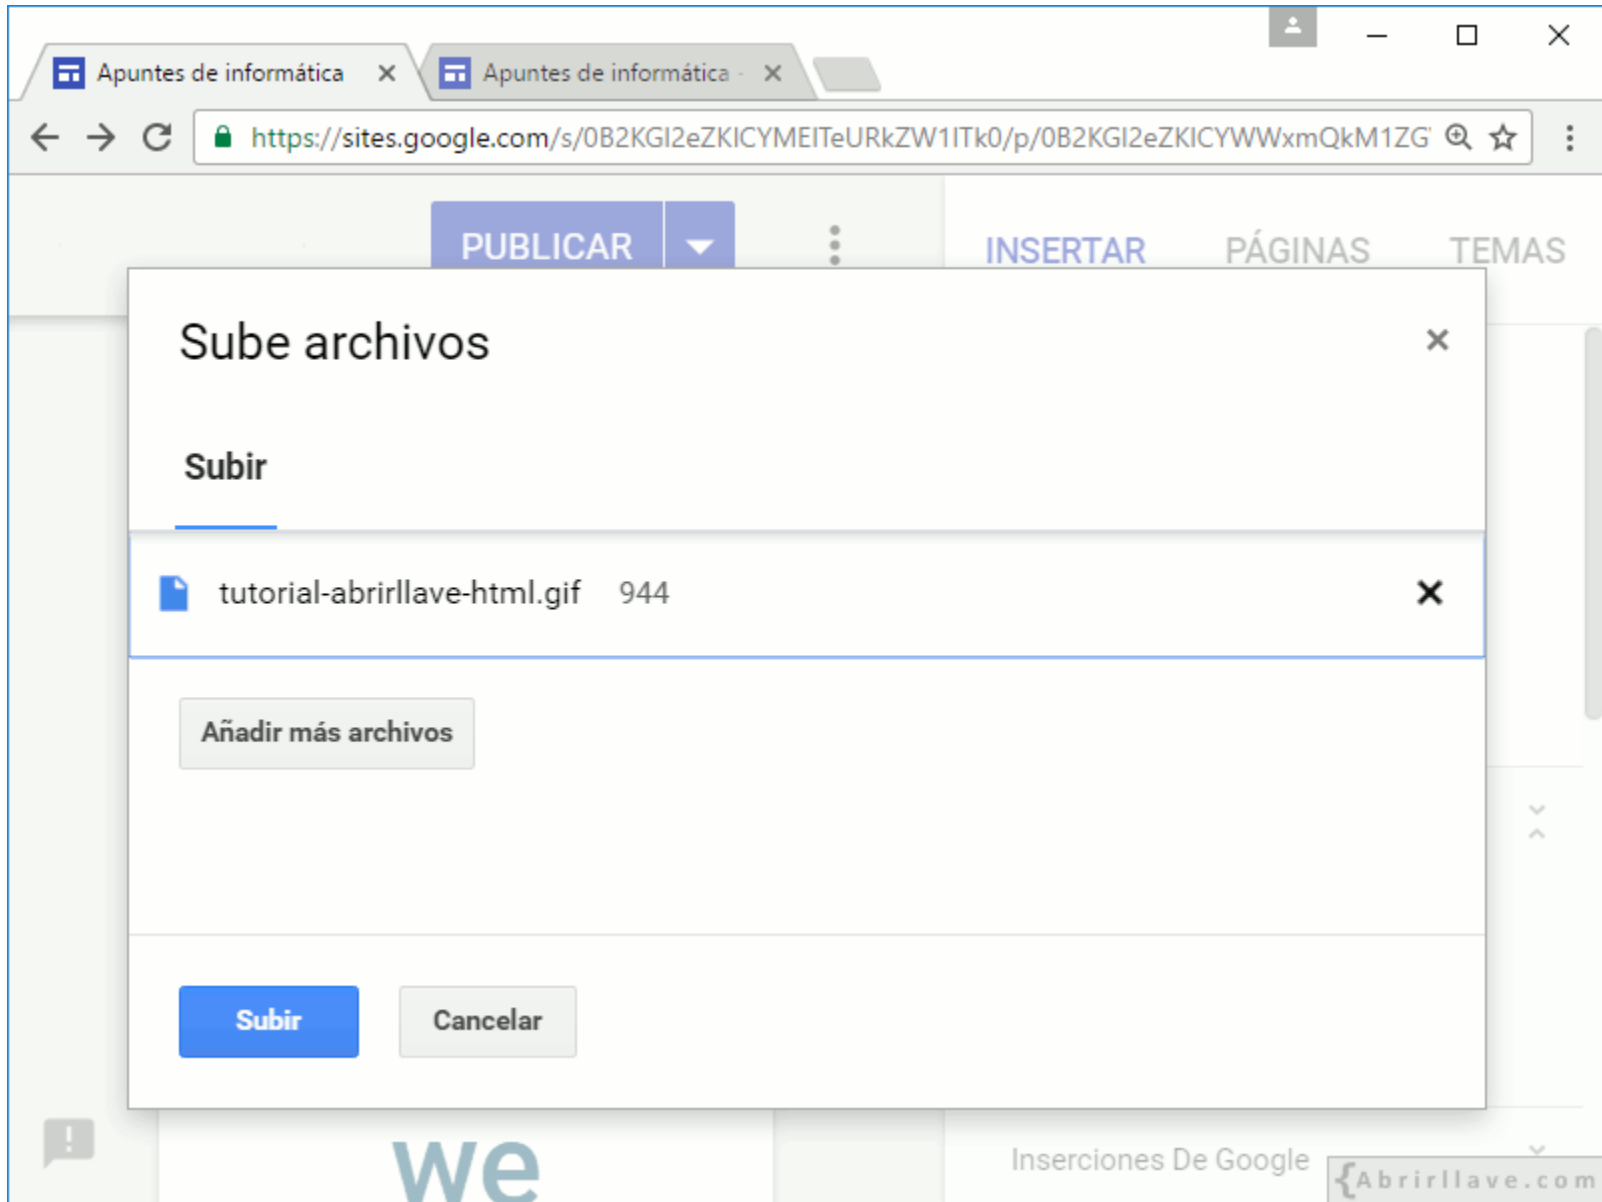 Apuntes de informática
Apuntes de informática -
https://sites.google.com/s/0B2KGI2eZKICYMEITeURkZW1ITk0/p/0B2KGI2eZKICYWWxmQkM1ZG
PUBLICAR
INSERTAR PÁGINAS TEMAS
Sube archivos
Subir
tutorial-abrirllave-html.gif 944
Añadir más archivos
Subir Cancelar
we
Inserciones De Google
{Abrirllave.com